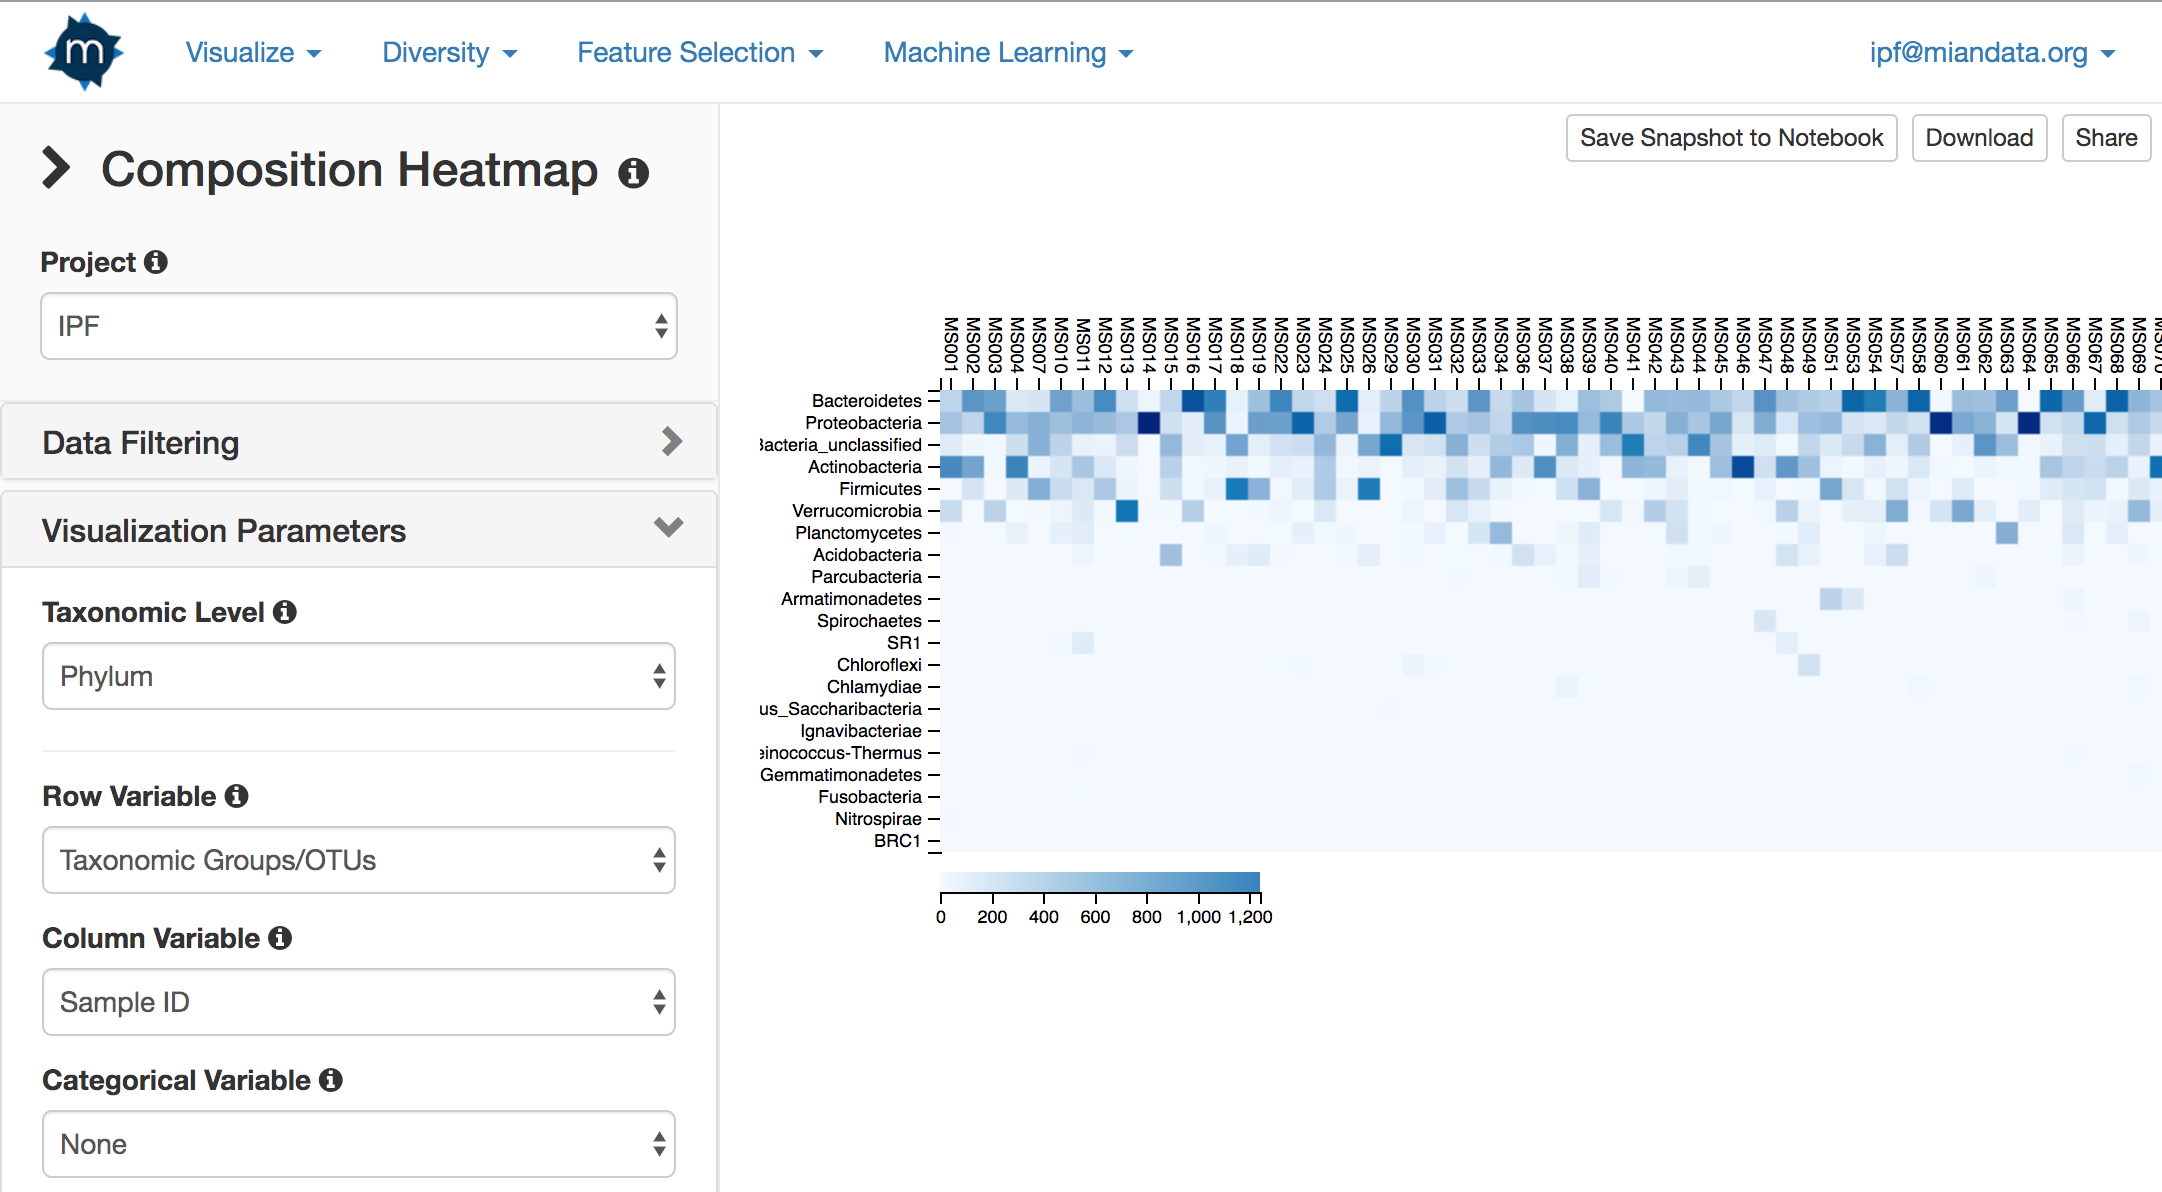 m Visualize Diversity Feature Selection Machine Learning ipf@miandata.org
Save Snapshot to Notebook Download Share
Composition Heatmap
Project
IPF
Data Filtering
Visualization Parameters
Taxonomic Level
Phylum
Row Variable
Taxonomic Groups/OTUs
Column Variable
Sample ID
Categorical Variable
None
MS001 MS002 MS003 MS004 MS007 MS010 MS011 MS012 MS013 MS014 MS015 MS016 MS017 MS018 MS019 MS022 MS023 MS024 MS025 MS026 MS029 MS030 MS031 MS032 MS033 MS034 MS036 MS037 MS038 MS039 MS040 MS041 MS042 MS043 MS044 MS045 MS046 MS047 MS048 MS049 MS051 MS053 MS054 MS057 MS058 MS060 MS061 MS062 MS063 MS064 MS065 MS066 MS067 MS068 MS069 MS070
Bacteroidetes
Proteobacteria
Bacteria_unclassified
Actinobacteria
Firmicutes
Verrucomicrobia
Planctomycetes
Acidobacteria
Parcubacteria
Armatimonadetes
Spirochaetes
SR1
Chloroflexi
Chlamydiae
us_Saccharibacteria
Ignavibacteriae
einococcus-Thermus
Gemmatimonadetes
Fusobacteria
Nitrospirae
BRC1
0 200 400 600 800 1,000 1,200